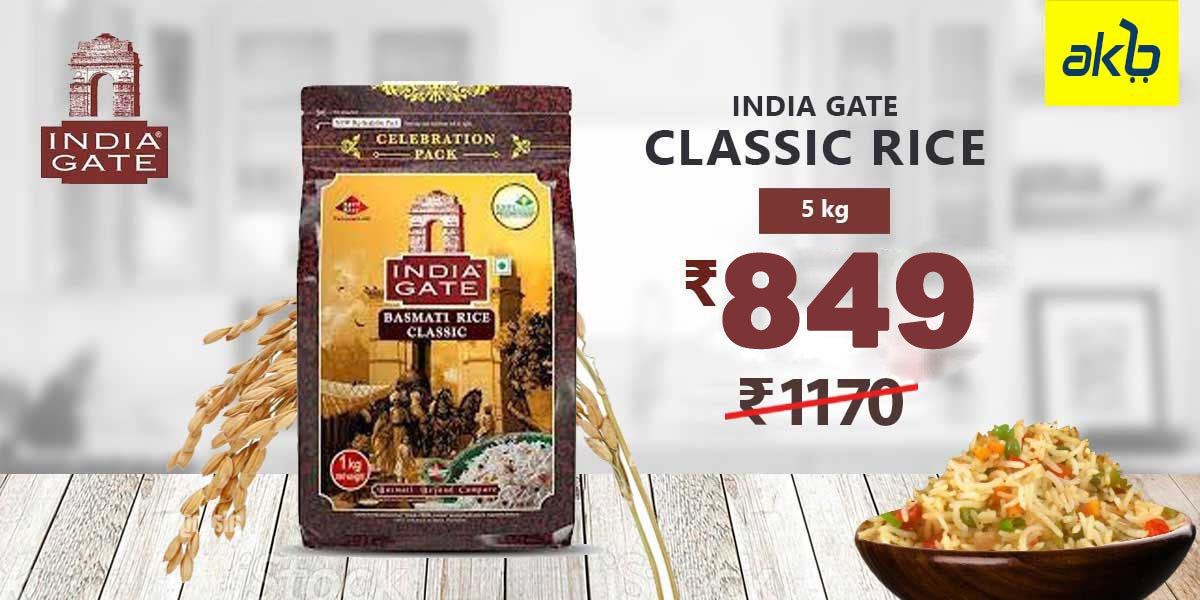 INDIA®
GATE
akb
INDIA GATE
CLASSIC RICE
5 kg
₹849
₹1170
CELEBRATION
PACK
INDIA
GATE
BASMATI RICE
CLASSIC
1kg
iStock